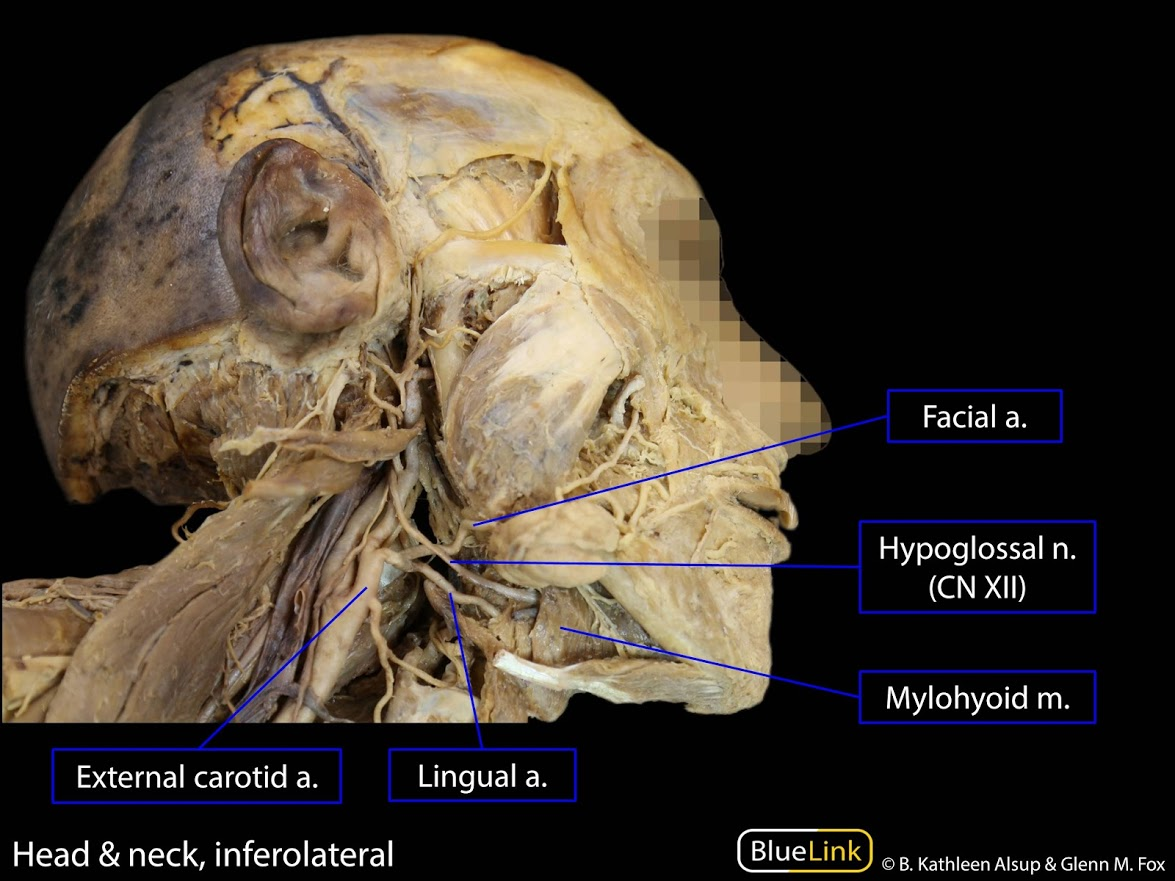 Facial a.
Hypoglossal n.
(CN XII)
Mylohyoid m.
External carotid a.
Lingual a.
Head & neck, inferolateral
BlueLink
© B. Kathleen Alsup & Glenn M. Fox